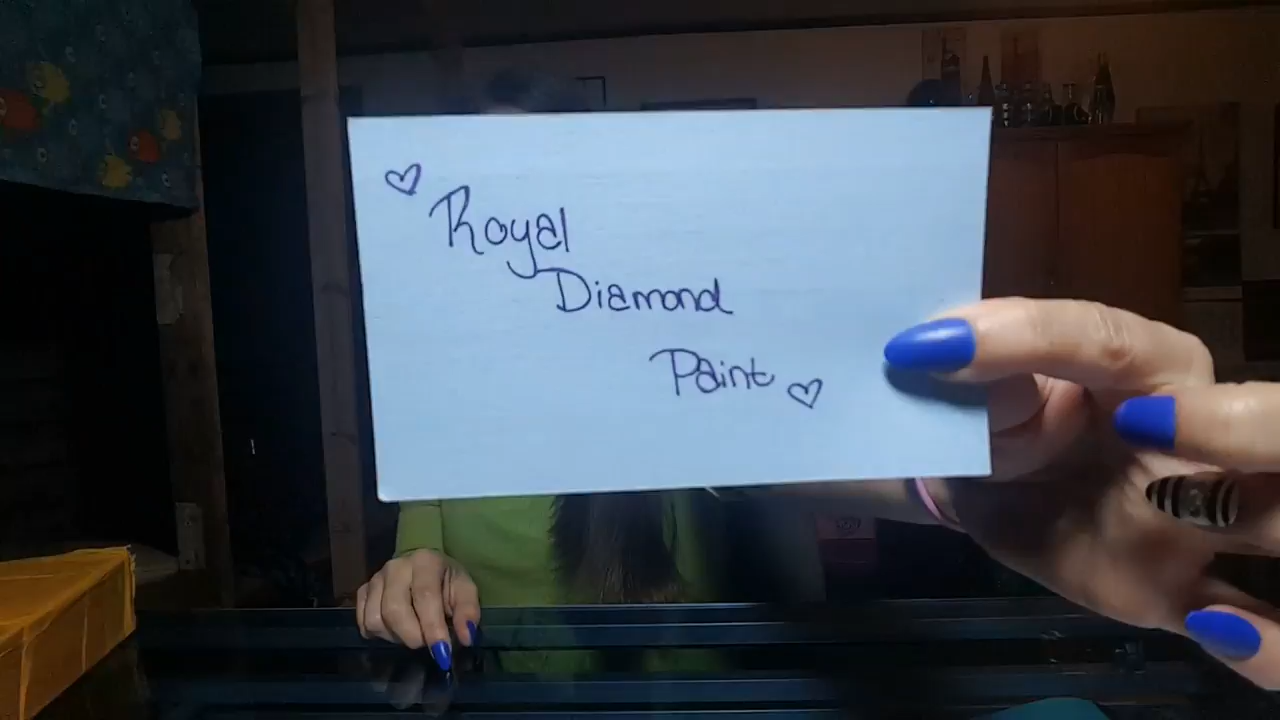 ♡ Royal
Diamond
Paint ♡